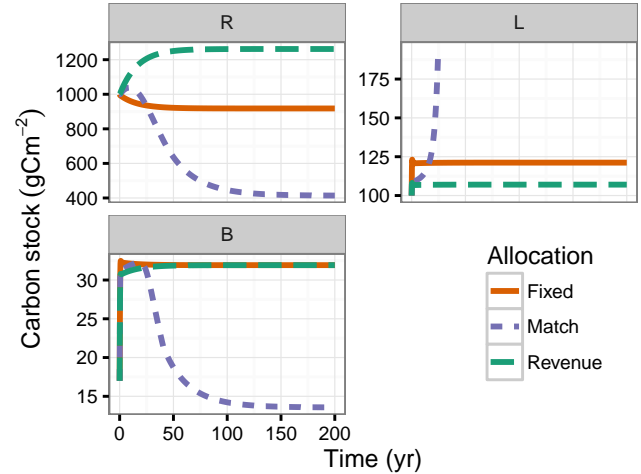 R
L
1200
1000
800
600
400
175
150
125
100
B
30
25
20
15
0 50 100 150 200
Time (yr)
Carbon stock (gCm⁻²)
Allocation
Fixed
Match
Revenue